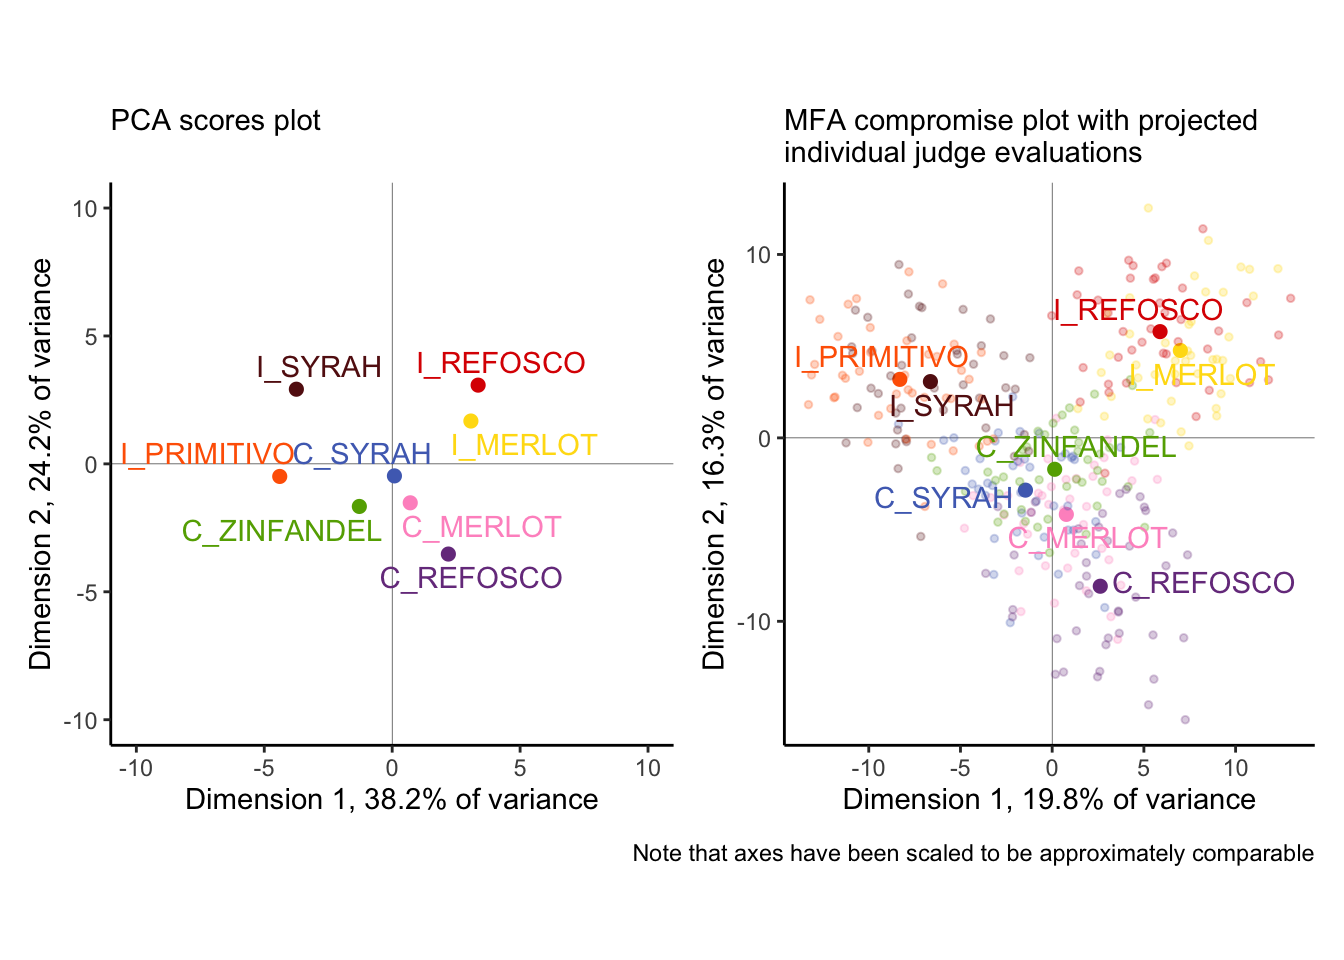 PCA scores plot
10
5
0
-5
-10
-10
-5
0
5
10
Dimension 2, 24.2% of variance
Dimension 1, 38.2% of variance
I_SYRAH
I_REFOSCO
I_MERLOT
I_PRIMITIVO
C_SYRAH
C_ZINFANDEL
C_MERLOT
C_REFOSCO
MFA compromise plot with projected
individual judge evaluations
10
0
-10
-10
-5
0
5
10
Dimension 2, 16.3% of variance
Dimension 1, 19.8% of variance
I_REFOSCO
I_PRIMITIVO
I_MERLOT
I_SYRAH
C_ZINFANDEL
C_SYRAH
C_MERLOT
C_REFOSCO
Note that axes have been scaled to be approximately comparable